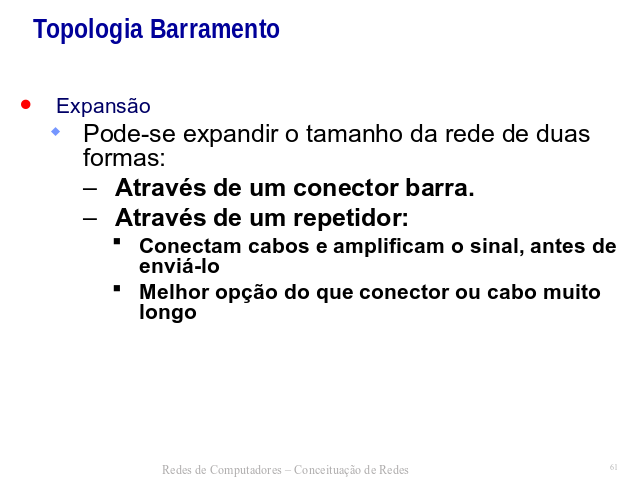 Topologia Barramento
Expansão
Pode-se expandir o tamanho da rede de duas
formas:
– Através de um conector barra.
– Através de um repetidor:
Conectam cabos e amplificam o sinal, antes de
enviá-lo
Melhor opção do que conector ou cabo muito
longo
Redes de Computadores – Conceituação de Redes
61